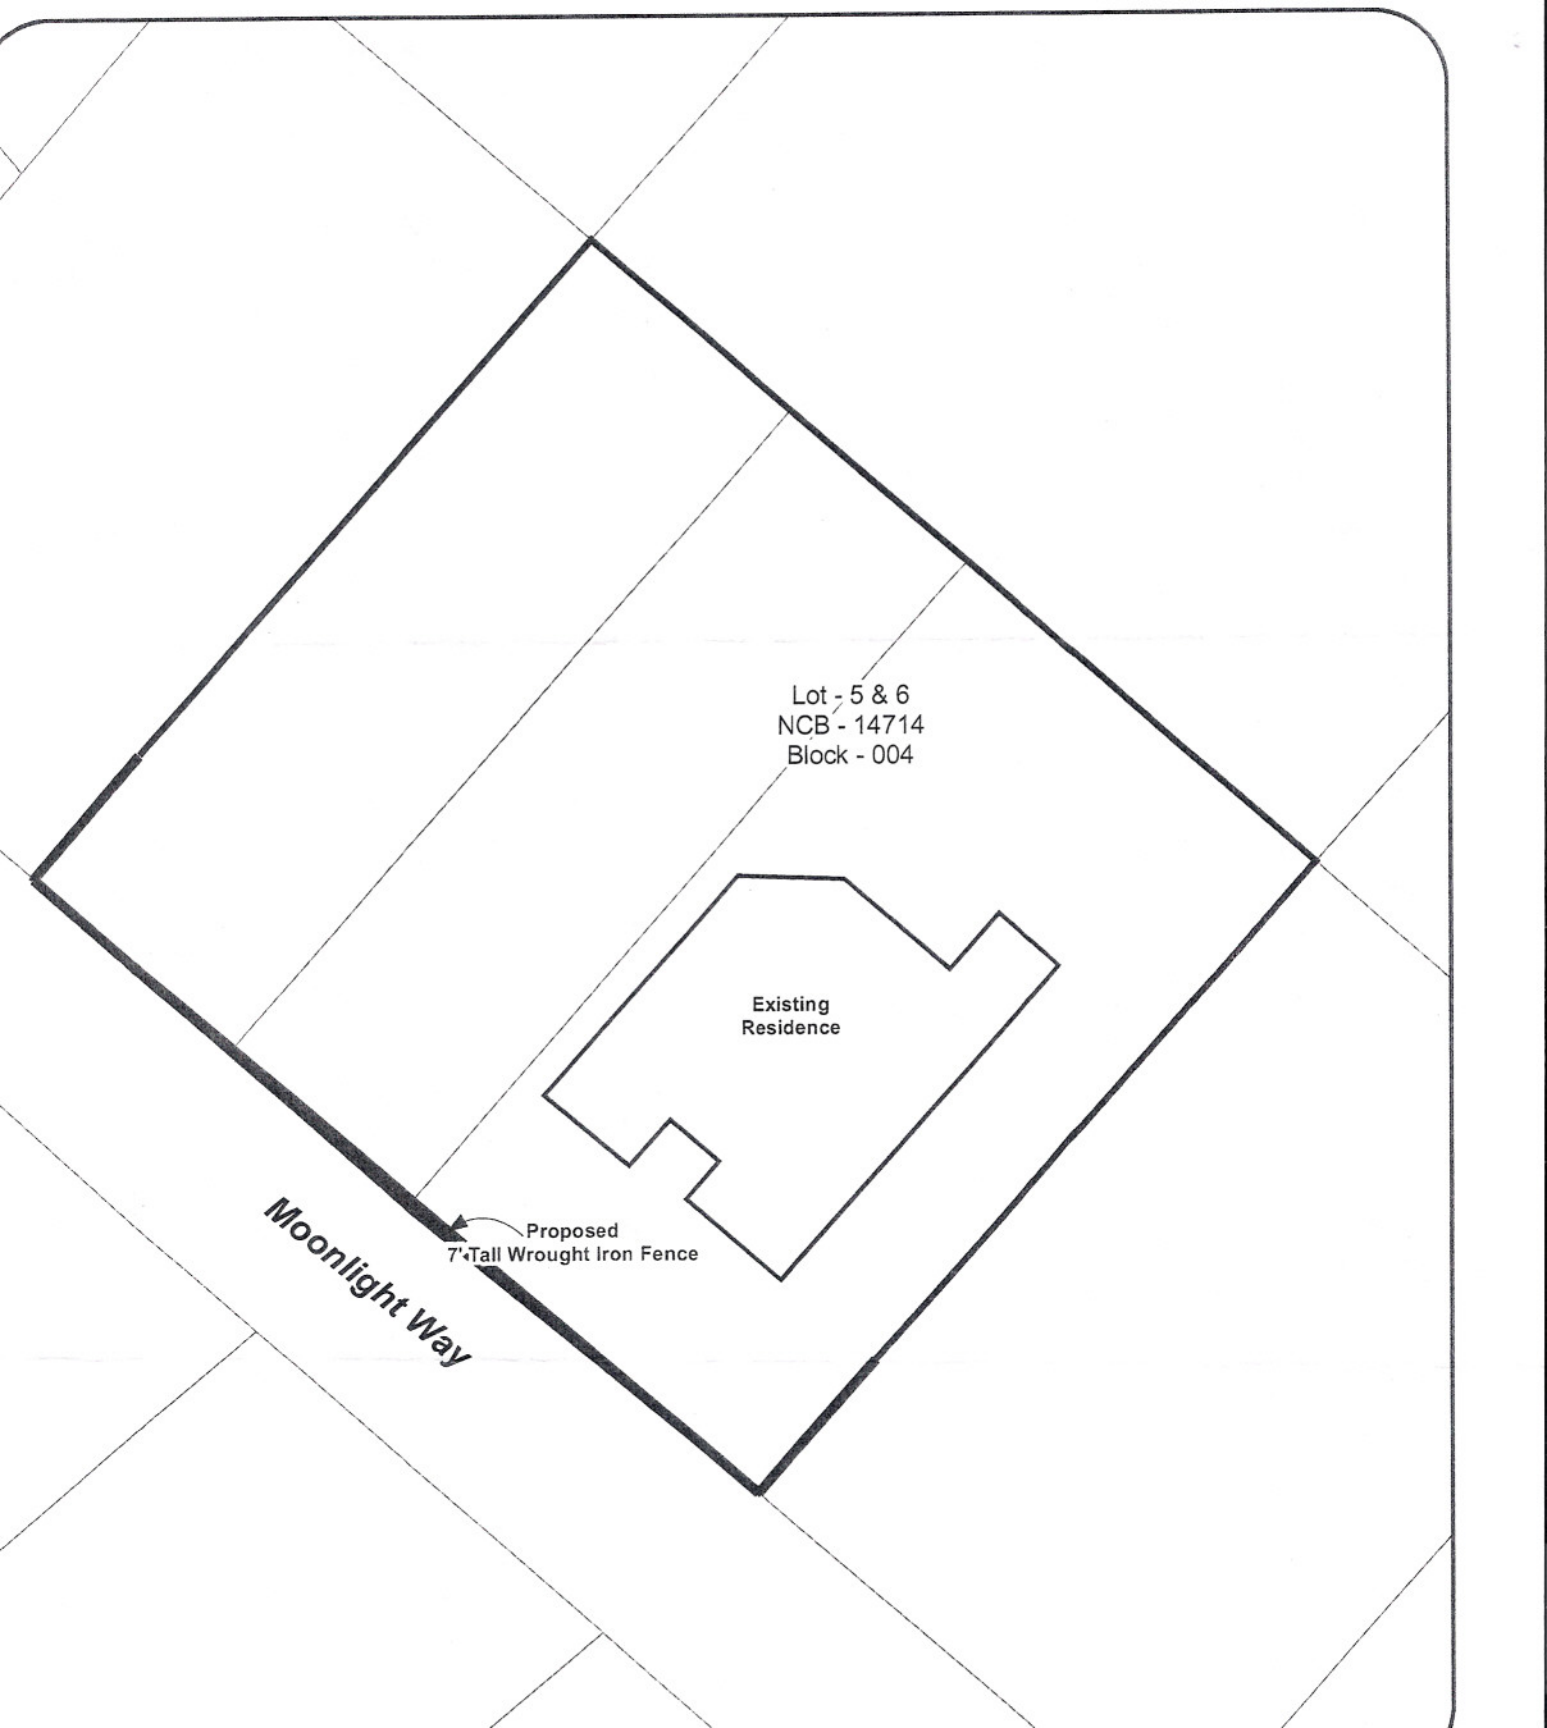 Lot - 5 & 6
NCB - 14714
Block - 004
Existing
Residence
Proposed
7' Tall Wrought Iron Fence
Moonlight Way